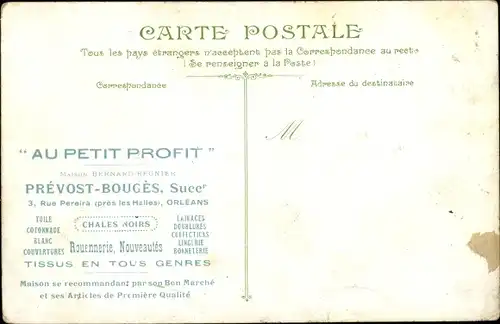 CARTE POSTALE
Tous les pays étrangers n'acceptent pas la Correspondance au recto
(Se renseigner à la Poste)
Correspondance
Adresse du destinataire
M
"AU PETIT PROFIT"
MAISON BERNARD-REGNIER
PRÉVOST-BOUGÈS, Succr
3, Rue Pereira (près les Halles), ORLÉANS
TOILE
COTONNADE
BLANC
COUVERTURES
CHALES NOIRS
Rouennerie, Nouveautés
LAINAGES
DOUBLURES
CONFECTIONS
LINGERIE
BONNETERIE
TISSUS EN TOUS GENRES
Maison se recommandant par son Bon Marché
et ses Articles de Première Qualité